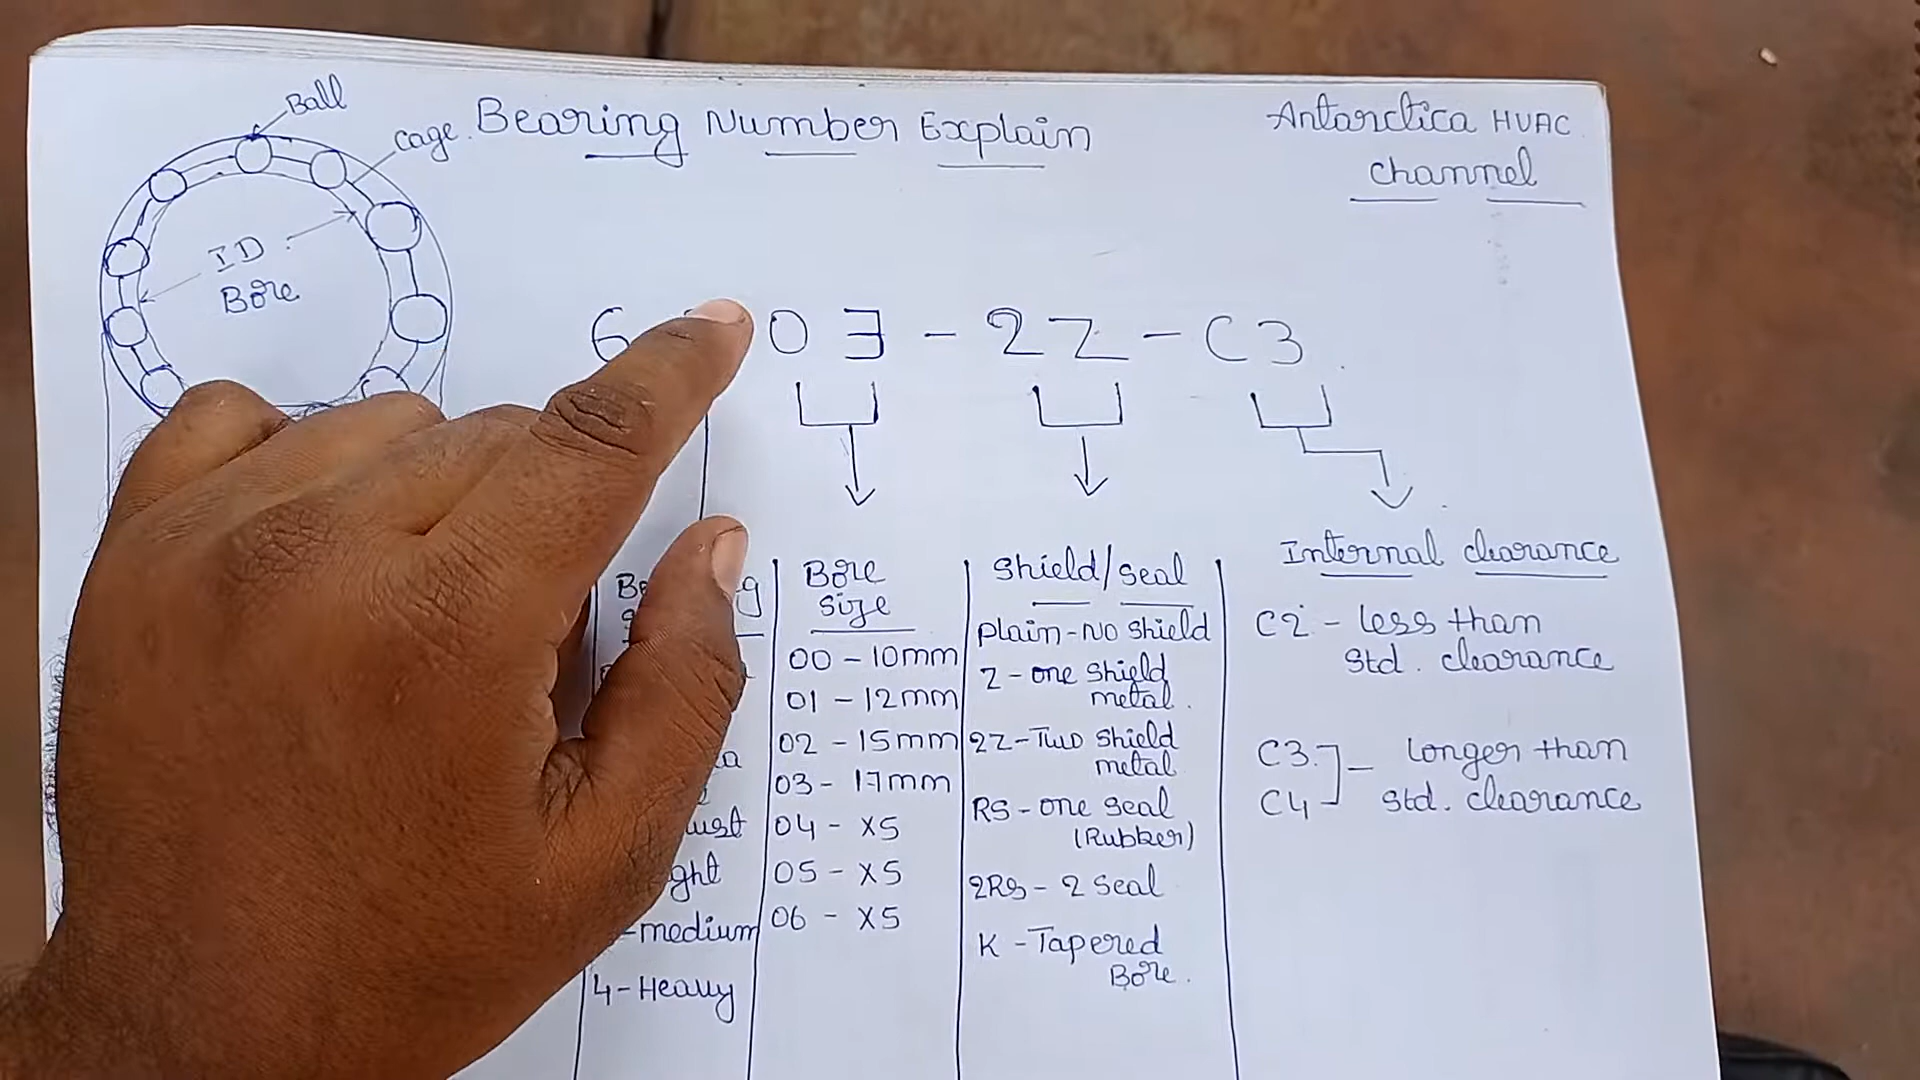 Ball
cage.
Bearing Number Explain
Antarctica HVAC
channel
ID
Bore
6 03 - 2Z - C3
Bore
size
00 - 10mm
01 - 12mm
02 - 15mm
03 - 17mm
04 - X5
05 - X5
06 - X5
medium
4 - Heavy
Shield/Seal
Plain - No Shield
Z - one Shield
metal.
2Z - Two Shield
metal
RS - one Seal
(Rubber)
2RS - 2 Seal
K - Tapered
Bore.
Internal clearance
C2 - less than
Std. clearance
C3
C4
- longer than
Std. clearance